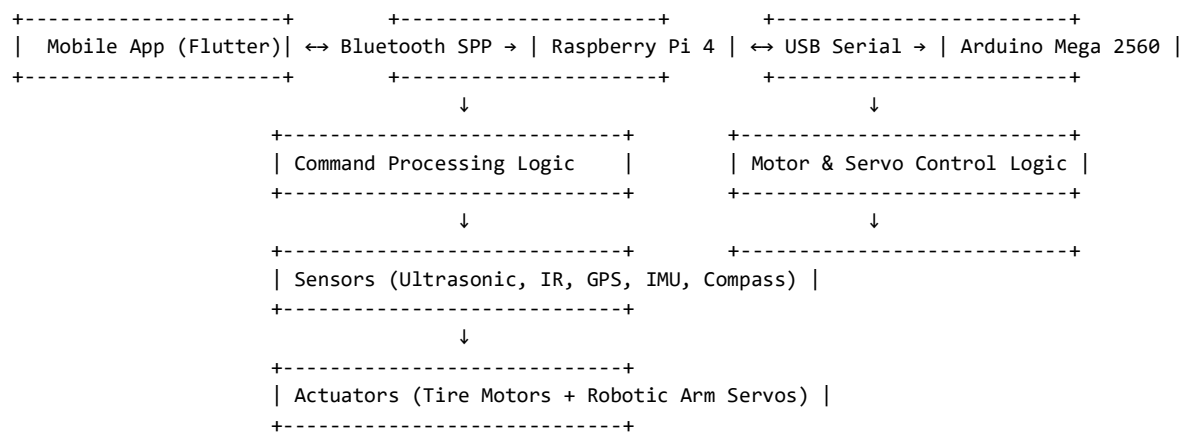 Mobile App (Flutter) ↔ Bluetooth SPP → Raspberry Pi 4 ↔ USB Serial → Arduino Mega 2560
↓ ↓
Command Processing Logic Motor & Servo Control Logic
↓ ↓
Sensors (Ultrasonic, IR, GPS, IMU, Compass)
↓
Actuators (Tire Motors + Robotic Arm Servos)